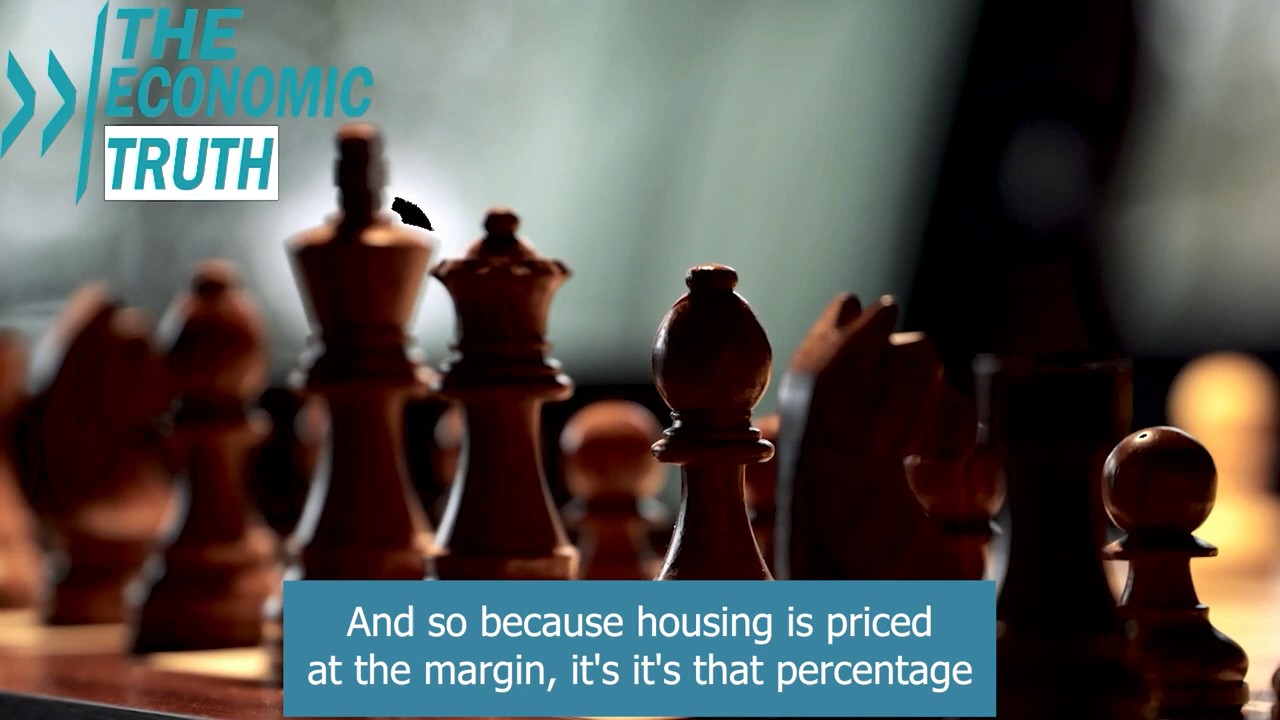 THE
ECONOMIC
TRUTH
And so because housing is priced
at the margin, it's it's that percentage